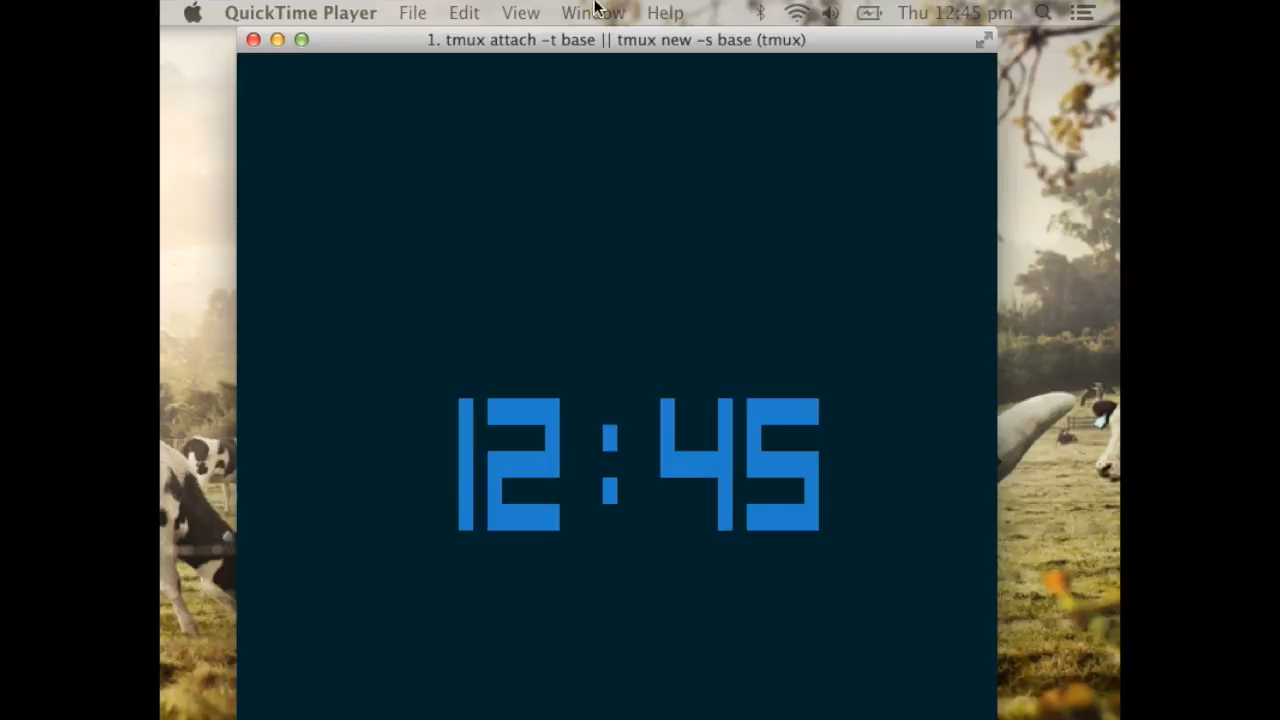 QuickTime Player File Edit View Window Help Thu 12:45 pm
1. tmux attach -t base || tmux new -s base (tmux)
12:45